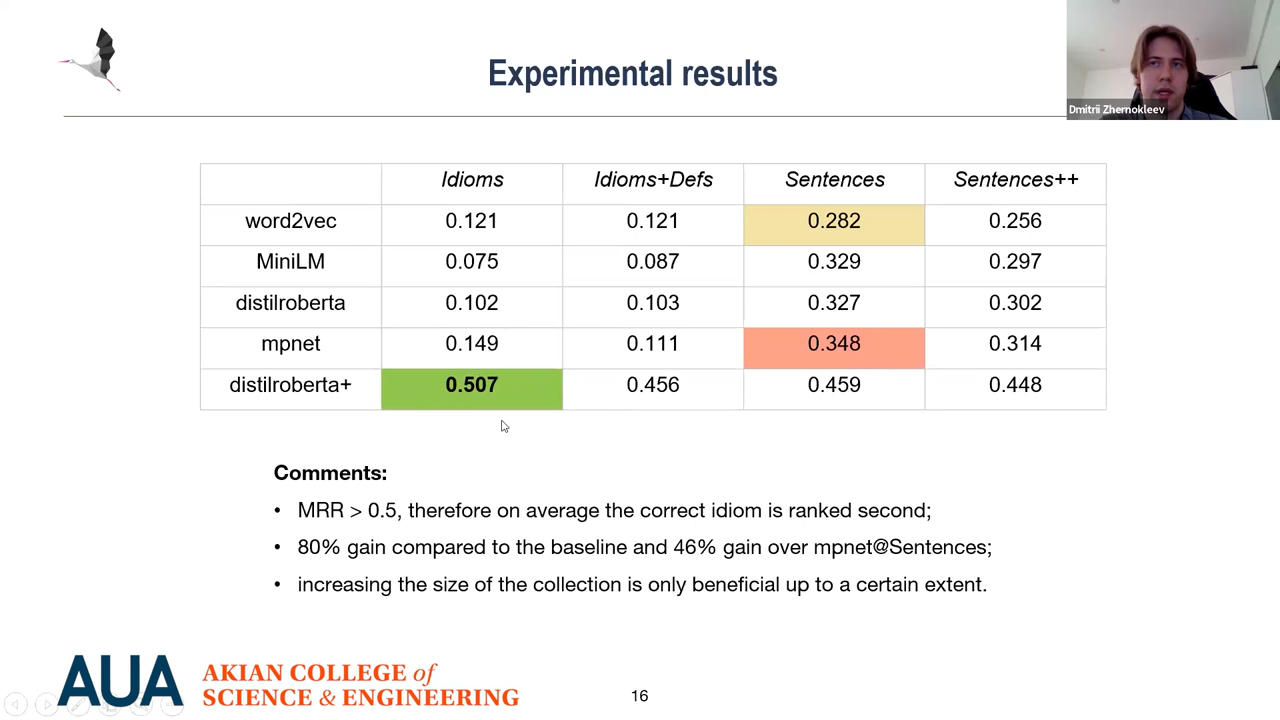 Experimental results
Dmitrii Zhernokleev
Idioms Idioms+Defs Sentences Sentences++
word2vec 0.121 0.121 0.282 0.256
MiniLM 0.075 0.087 0.329 0.297
distilroberta 0.102 0.103 0.327 0.302
mpnet 0.149 0.111 0.348 0.314
distilroberta+ 0.507 0.456 0.459 0.448
Comments:
• MRR > 0.5, therefore on average the correct idiom is ranked second;
• 80% gain compared to the baseline and 46% gain over mpnet@Sentences;
• increasing the size of the collection is only beneficial up to a certain extent.
AUA AKIAN COLLEGE of
SCIENCE & ENGINEERING
16